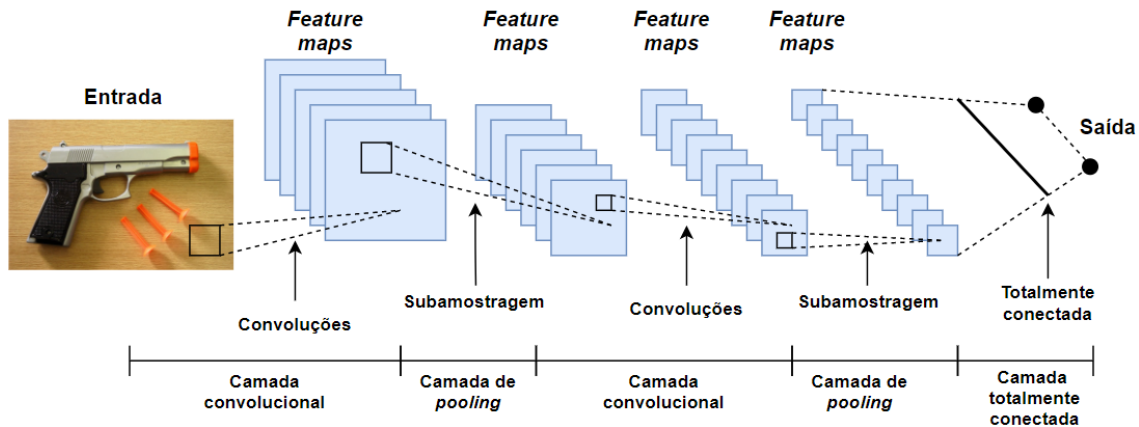 Feature
maps
Feature
maps
Feature
maps
Feature
maps
Entrada
Saída
Convoluções
Subamostragem
Convoluções
Subamostragem
Totalmente
conectada
Camada
convolucional
Camada de
pooling
Camada
convolucional
Camada de
pooling
Camada
totalmente
conectada